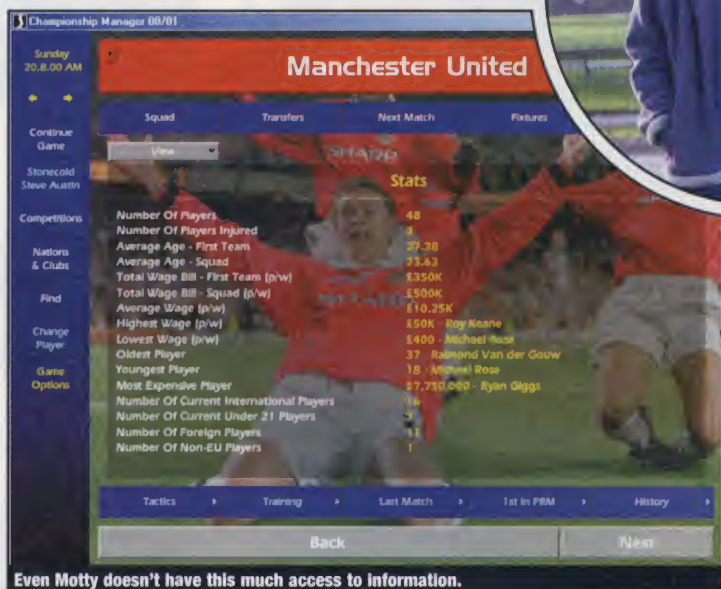 Championship Manager 00/01
Sunday
20.8.00 AM
Manchester United
Squad Transfers Next Match Fixtures
Continue
Game
View
SHARP
Stonecold
Steve Austin
Stats
Competitions
Nations
& Clubs
Find
Change
Player
Game
Options
Number Of Players 48
Number Of Players Injured
Average Age - First Team 27.38
Average Age - Squad 23.63
Total Wage Bill - First Team (p/w) £350K
Total Wage Bill - Squad (p/w) £500K
Average Wage (p/w) £10.25K
Highest Wage (p/w) £50K - Roy Keane
Lowest Wage (p/w) £400 - Michael Rose
Oldest Player 37 - Raimond Van der Gouw
Youngest Player 18 - Michael Rose
Most Expensive Player £7,750,000 - Ryan Giggs
Number Of Current International Players 16
Number Of Current Under 21 Players
Number Of Foreign Players 11
Number Of Non-EU Players 1
Tactics Training Last Match 1st in PRM History
Back Next
Even Motty doesn't have this much access to information.